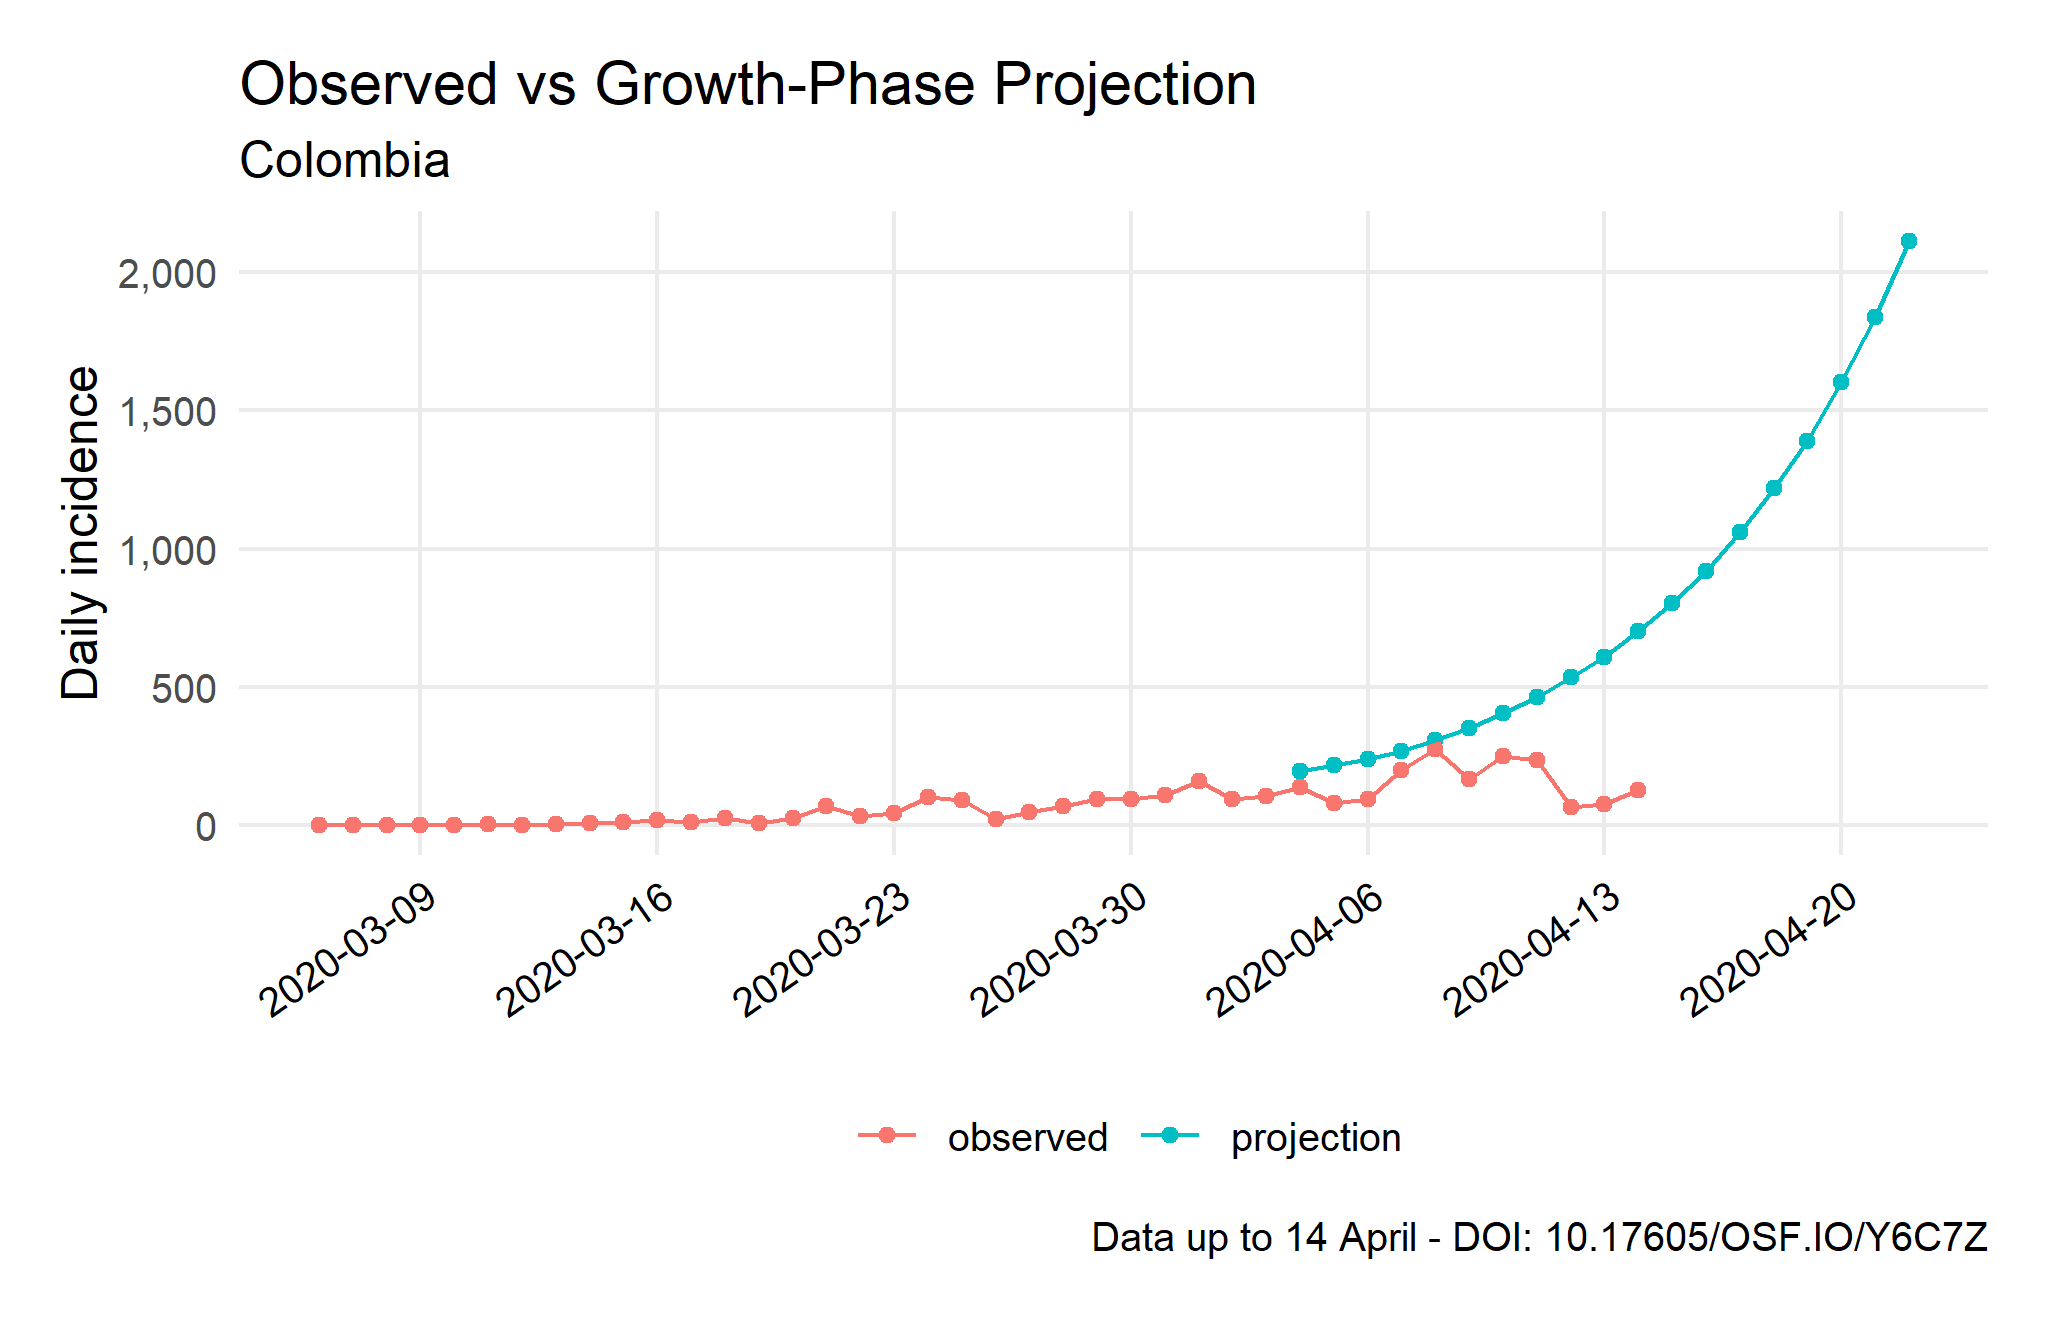 Observed vs Growth-Phase Projection
Colombia
Daily incidence
2,000
1,500
1,000
500
0
2020-03-09
2020-03-16
2020-03-23
2020-03-30
2020-04-06
2020-04-13
2020-04-20
observed
projection
Data up to 14 April - DOI: 10.17605/OSF.IO/Y6C7Z